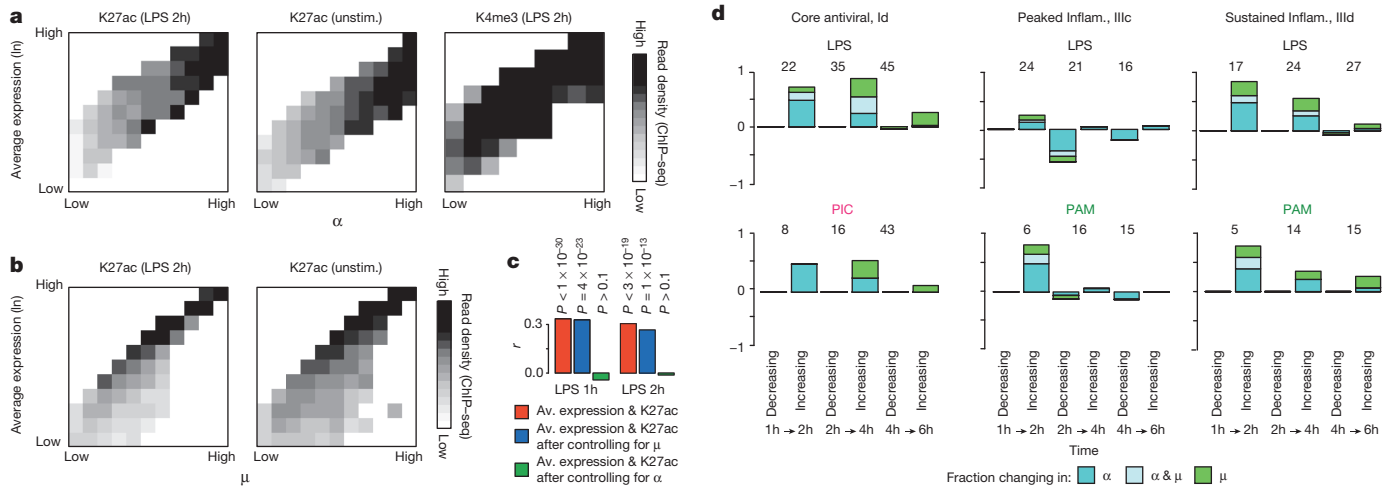 a
K27ac (LPS 2h)
K27ac (unstim.)
K4me3 (LPS 2h)
High
Average expression (ln)
Low
Low
High
Low
High
Low
High
α
High
Read density (ChIP–seq)
Low
b
K27ac (LPS 2h)
K27ac (unstim.)
High
Average expression (ln)
Low
Low
High
Low
High
μ
High
Read density (ChIP–seq)
Low
c
P < 1 × 10⁻³⁰
P = 4 × 10⁻²³
P > 0.1
P < 3 × 10⁻¹⁹
P = 1 × 10⁻¹³
P > 0.1
0.3
r
0.0
LPS 1h
LPS 2h
Av. expression & K27ac
Av. expression & K27ac
after controlling for μ
Av. expression & K27ac
after controlling for α
d
Core antiviral, Id
Peaked Inflam., IIIc
Sustained Inflam., IIId
LPS
LPS
LPS
22 35 45
24 21 16
17 24 27
1
0
−1
PIC
PAM
PAM
8 16 43
6 16 15
5 14 15
1
0
−1
Decreasing
Increasing
Decreasing
Increasing
Decreasing
Increasing
Decreasing
Increasing
Decreasing
Increasing
Decreasing
Increasing
Decreasing
Increasing
Decreasing
Increasing
Decreasing
Increasing
1h → 2h 2h → 4h 4h → 6h
1h → 2h 2h → 4h 4h → 6h
1h → 2h 2h → 4h 4h → 6h
Time
Fraction changing in: α α & μ μ